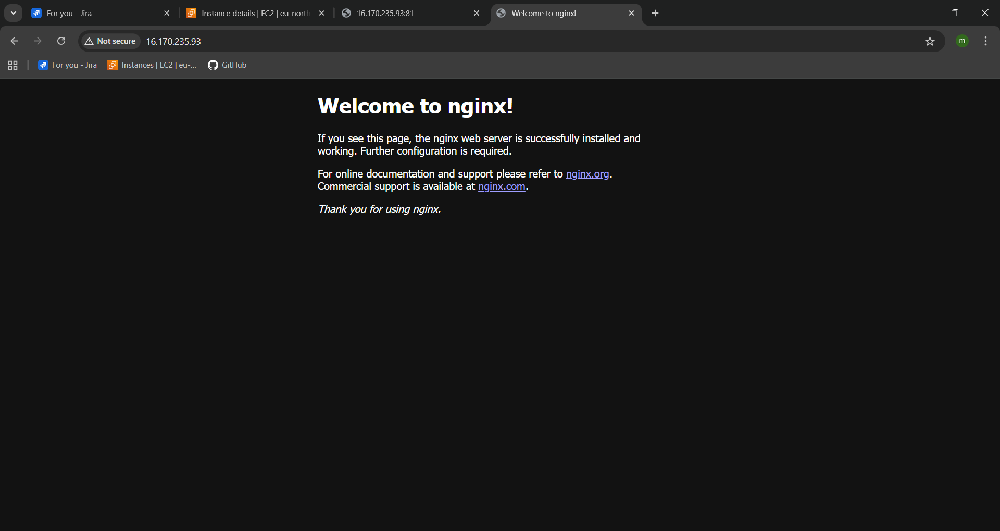 For you - Jira
Instance details | EC2 | eu-north
16.170.235.93:81
Welcome to nginx!
Not secure
16.170.235.93
m
For you - Jira
Instances | EC2 | eu-...
GitHub
Welcome to nginx!
If you see this page, the nginx web server is successfully installed and
working. Further configuration is required.
For online documentation and support please refer to nginx.org.
Commercial support is available at nginx.com.
Thank you for using nginx.